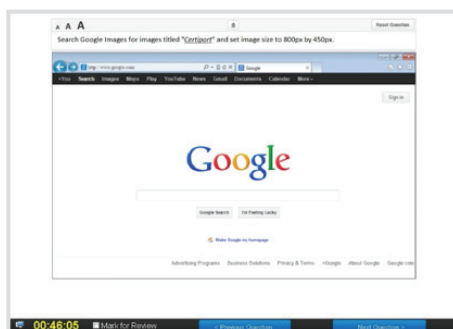 A A A
Reset Question
Search Google Images for images titled "Certiport" and set image size to 800px by 450px.
http://www.google.com
Google
+You Search Images Maps Play YouTube News Gmail Documents Calendar More
Sign in
Google
Google Search I'm Feeling Lucky
Make Google my homepage
Advertising Programs Business Solutions Privacy & Terms +Google About Google Google.com
00:46:05 Mark for Review < Previous Question Next Question >